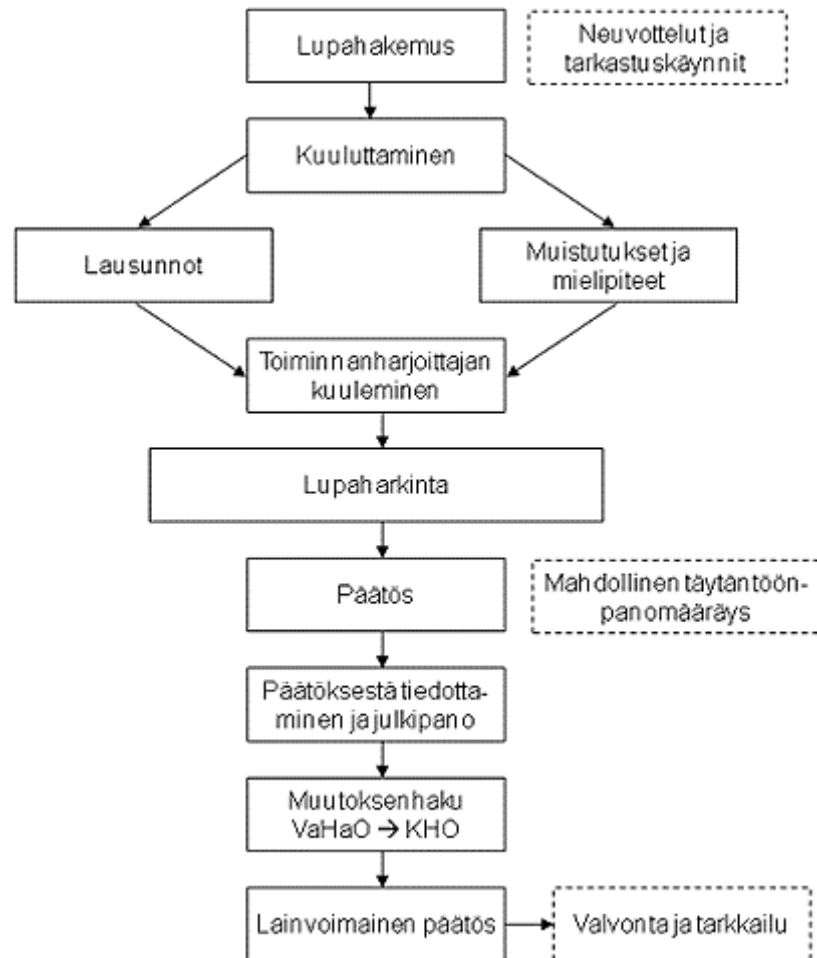 Lupahakemus
Neuvottelut ja
tarkastuskäynnit
Kuuluttaminen
Lausunnot
Muistutukset ja
mielipiteet
Toiminnanharjoittajan
kuuleminen
Lupaharkinta
Päätös
Mahdollinen täytäntöön-
panomääräys
Päätöksestä tiedotta-
minen ja julkipano
Muutoksenhaku
VaHaO → KHO
Lainvoimainen päätös
Valvonta ja tarkkailu